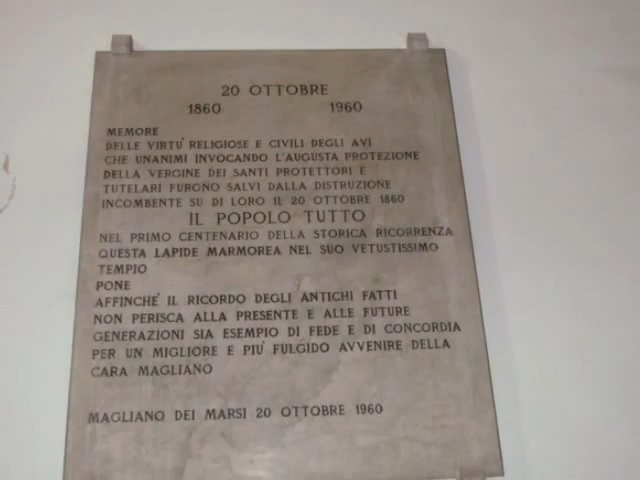 20 OTTOBRE
1860 1960
MEMORE
DELLE VIRTU' RELIGIOSE E CIVILI DEGLI AVI
CHE UNANIMI INVOCANDO L'AUGUSTA PROTEZIONE
DELLA VERGINE DEI SANTI PROTETTORI E
TUTELARI FURONO SALVI DALLA DISTRUZIONE
INCOMBENTE SU DI LORO IL 20 OTTOBRE 1860
IL POPOLO TUTTO
NEL PRIMO CENTENARIO DELLA STORICA RICORRENZA
QUESTA LAPIDE MARMOREA NEL SUO VETUSTISSIMO
TEMPIO
PONE
AFFINCHE' IL RICORDO DEGLI ANTICHI FATTI
NON PERISCA ALLA PRESENTE E ALLE FUTURE
GENERAZIONI SIA ESEMPIO DI FEDE E DI CONCORDIA
PER UN MIGLIORE E PIU' FULGIDO AVVENIRE DELLA
CARA MAGLIANO
MAGLIANO DEI MARSI 20 OTTOBRE 1960